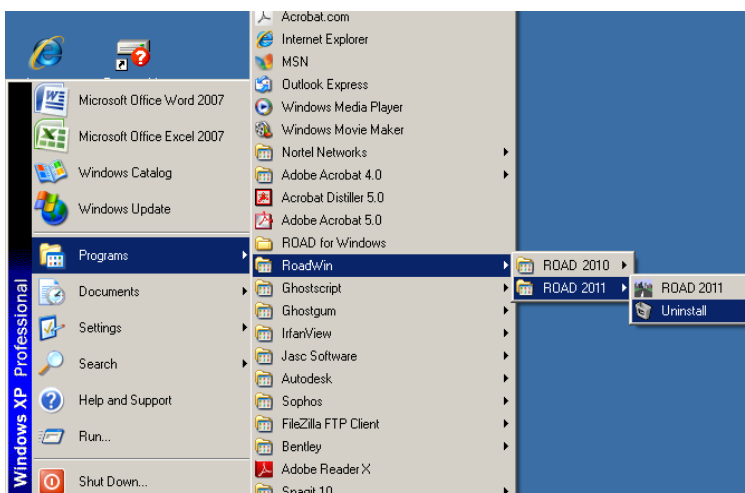 Microsoft Office Word 2007
Microsoft Office Excel 2007
Windows Catalog
Windows Update
Programs
Documents
Settings
Search
Help and Support
Run...
Shut Down...
Windows XP Professional
Acrobat.com
Internet Explorer
MSN
Outlook Express
Windows Media Player
Windows Movie Maker
Nortel Networks
Adobe Acrobat 4.0
Acrobat Distiller 5.0
Adobe Acrobat 5.0
ROAD for Windows
RoadWin
Ghostscript
Ghostgum
IrfanView
Jasc Software
Autodesk
Sophos
FileZilla FTP Client
Bentley
Adobe Reader X
Snagit 10
ROAD 2010
ROAD 2011
ROAD 2011
Uninstall